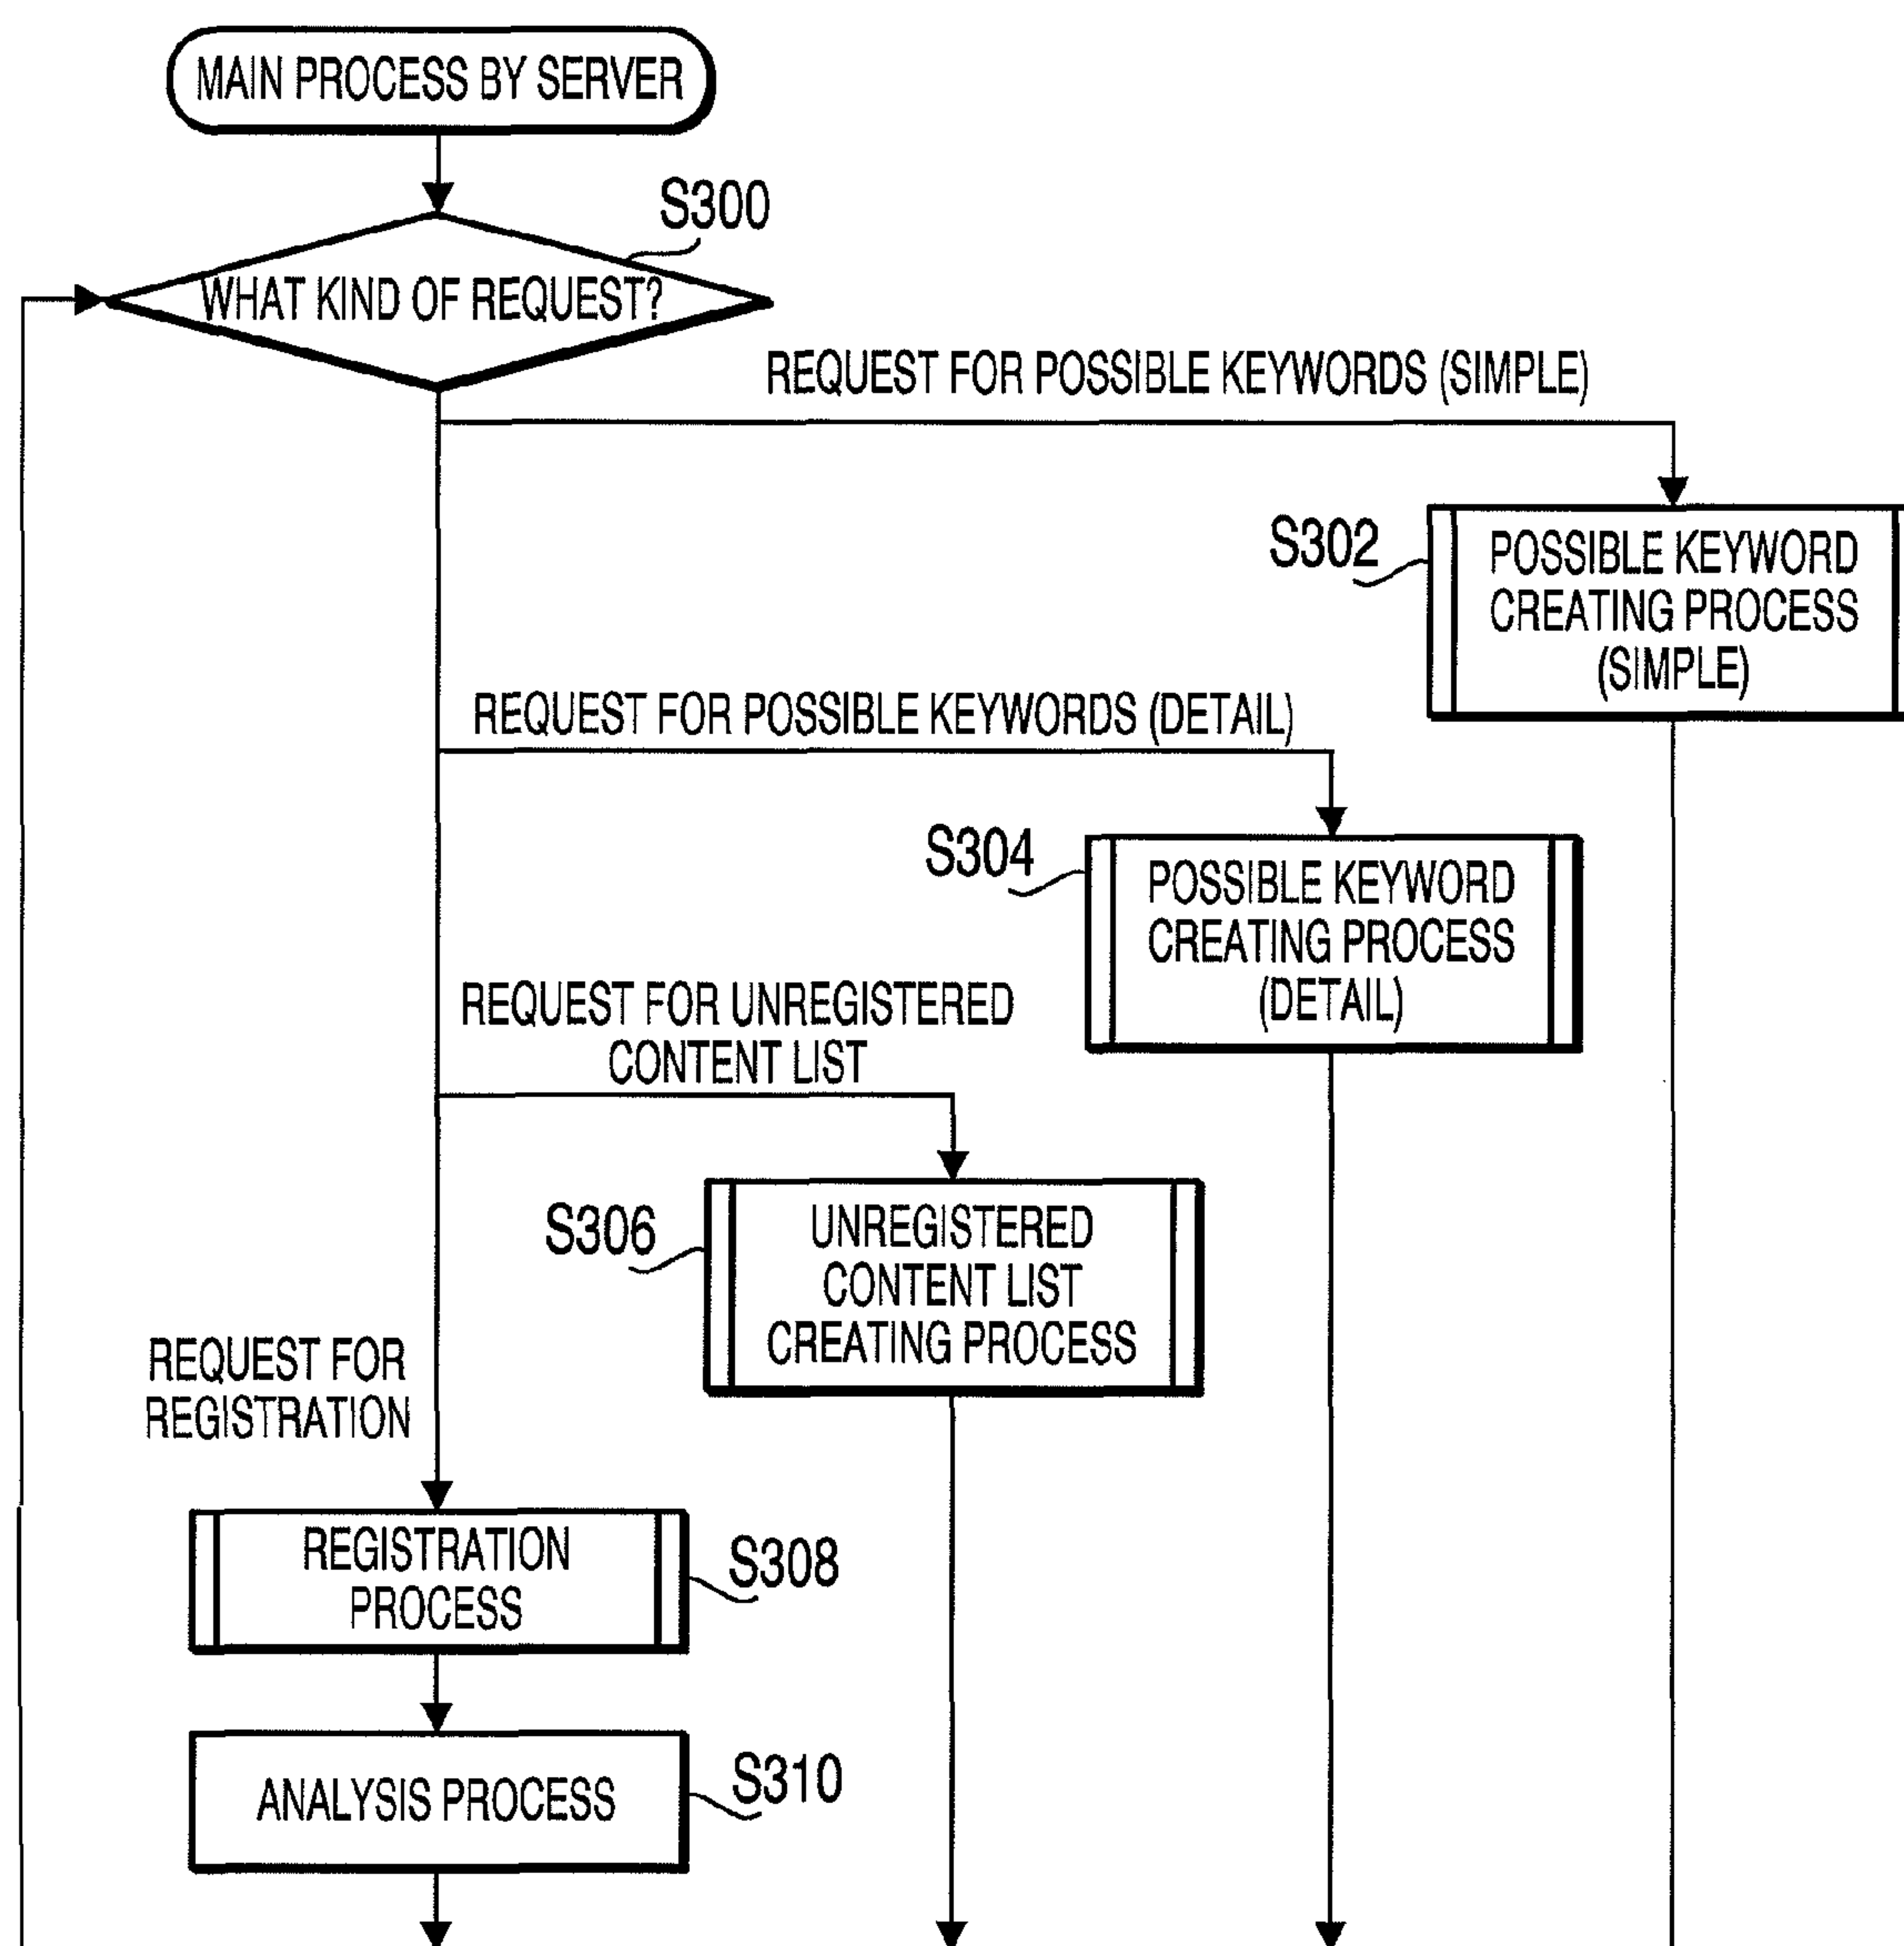 MAIN PROCESS BY SERVER
S300
WHAT KIND OF REQUEST?
REQUEST FOR POSSIBLE KEYWORDS (SIMPLE)
S302
POSSIBLE KEYWORD
CREATING PROCESS
(SIMPLE)
REQUEST FOR POSSIBLE KEYWORDS (DETAIL)
S304
POSSIBLE KEYWORD
CREATING PROCESS
(DETAIL)
REQUEST FOR UNREGISTERED
CONTENT LIST
S306
UNREGISTERED
CONTENT LIST
CREATING PROCESS
REQUEST FOR
REGISTRATION
REGISTRATION
PROCESS
S308
ANALYSIS PROCESS
S310